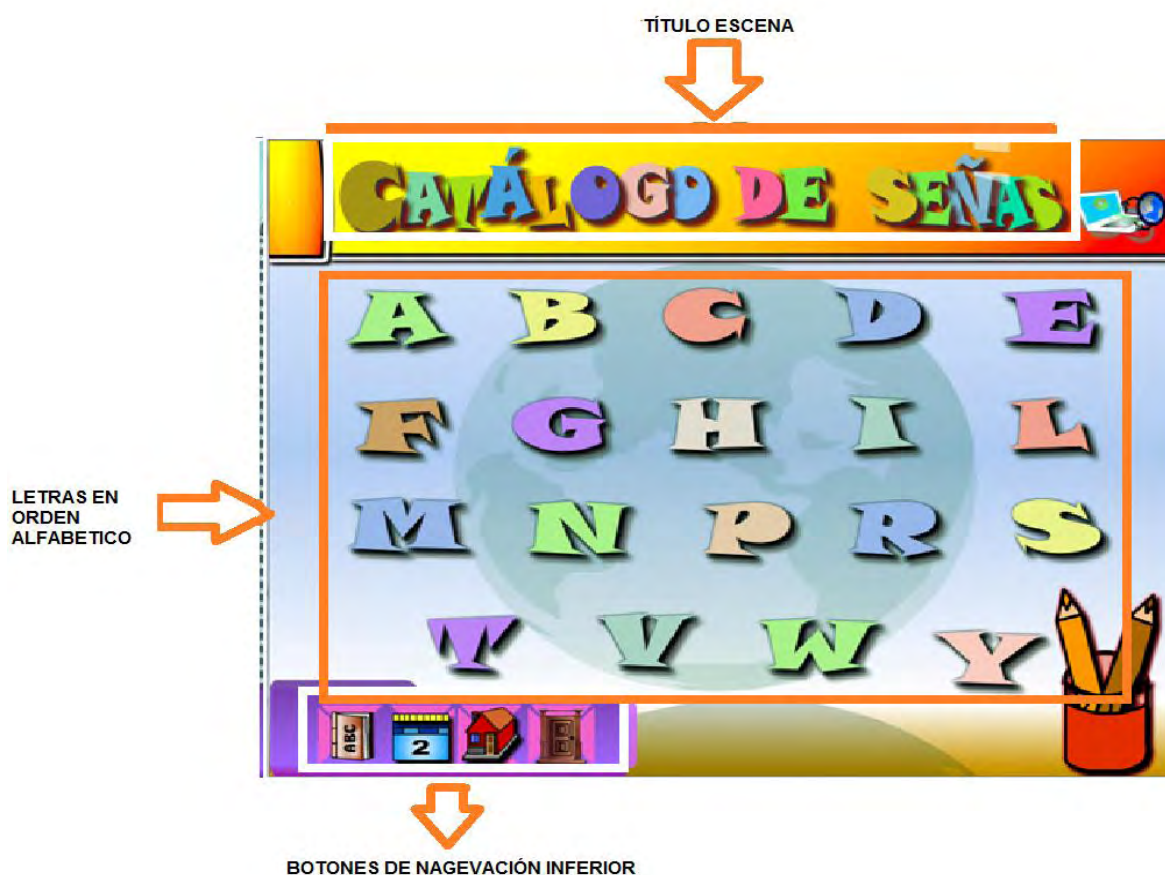 TÍTULO ESCENA
CATÁLOGO DE SEÑAS
A B C D E
F G H I L
LETRAS EN
ORDEN
ALFABETICO
M N P R S
T V W Y
ABC
2
BOTONES DE NAGEVACIÓN INFERIOR